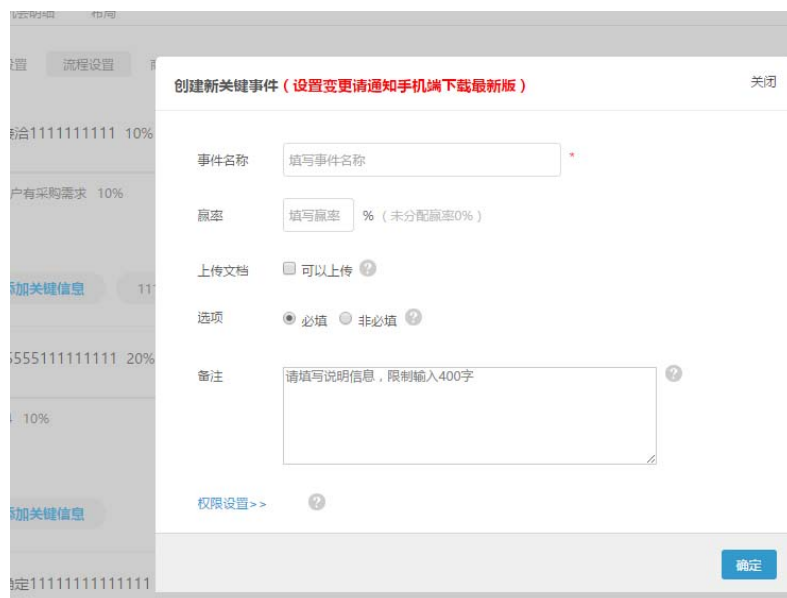 布局
流程设置
创建新关键事件（设置变更请通知手机端下载最新版）
关闭
洽1111111111 10%
事件名称 填写事件名称 *
户有采购需求 10%
赢率 填写赢率 %（未分配赢率0%）
上传文档 可以上传 ?
加关键信息 11
选项 必填 非必填 ?
5555111111111 20%
备注 请填写说明信息，限制输入400字 ?
10%
权限设置>> ?
加关键信息
确定
定11111111111111